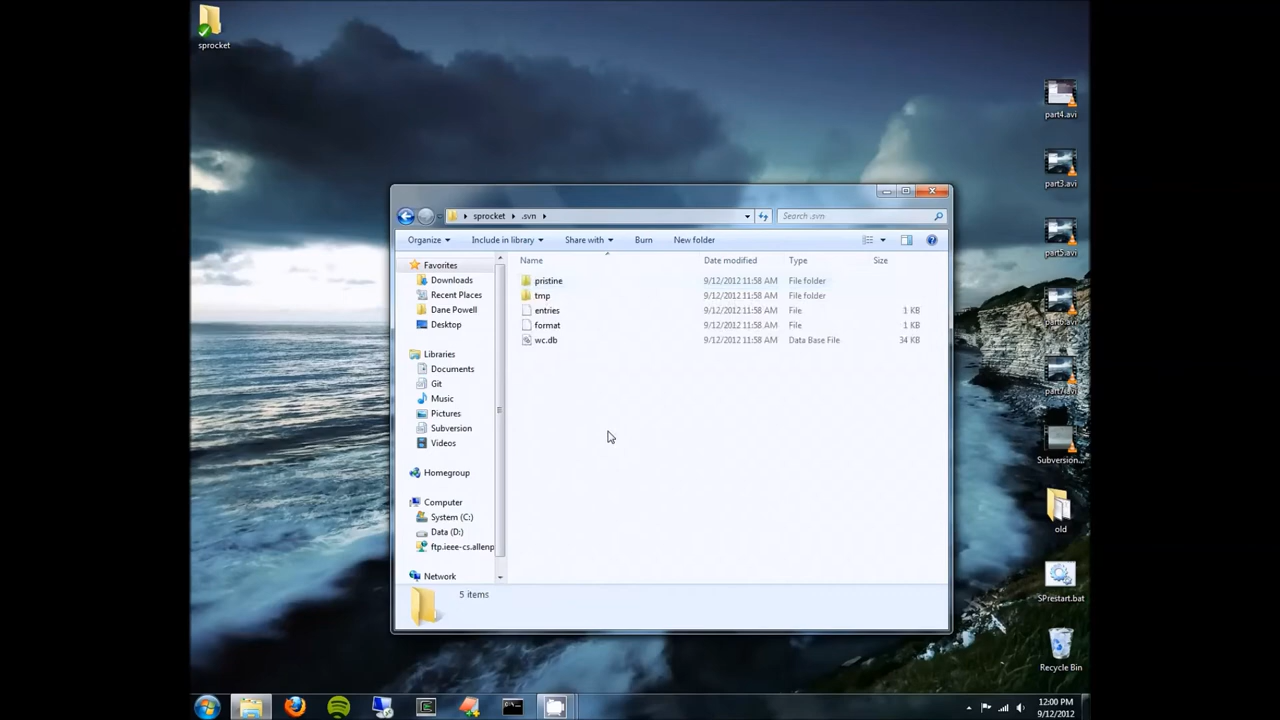 sprocket
part4.avi
part3.avi
part5.avi
part6.avi
part7.avi
Subversion...
old
SPrestart.bat
Recycle Bin
sprocket .svn
Search .svn
Organize Include in library Share with Burn New folder
Name Date modified Type Size
pristine 9/12/2012 11:58 AM File folder
tmp 9/12/2012 11:58 AM File folder
entries 9/12/2012 11:58 AM File 1 KB
format 9/12/2012 11:58 AM File 1 KB
wc.db 9/12/2012 11:58 AM Data Base File 34 KB
Favorites
Downloads
Recent Places
Dane Powell
Desktop
Libraries
Documents
Git
Music
Pictures
Subversion
Videos
Homegroup
Computer
System (C:)
Data (D:)
ftp.ieee-cs.allenp
Network
5 items
12:00 PM
9/12/2012